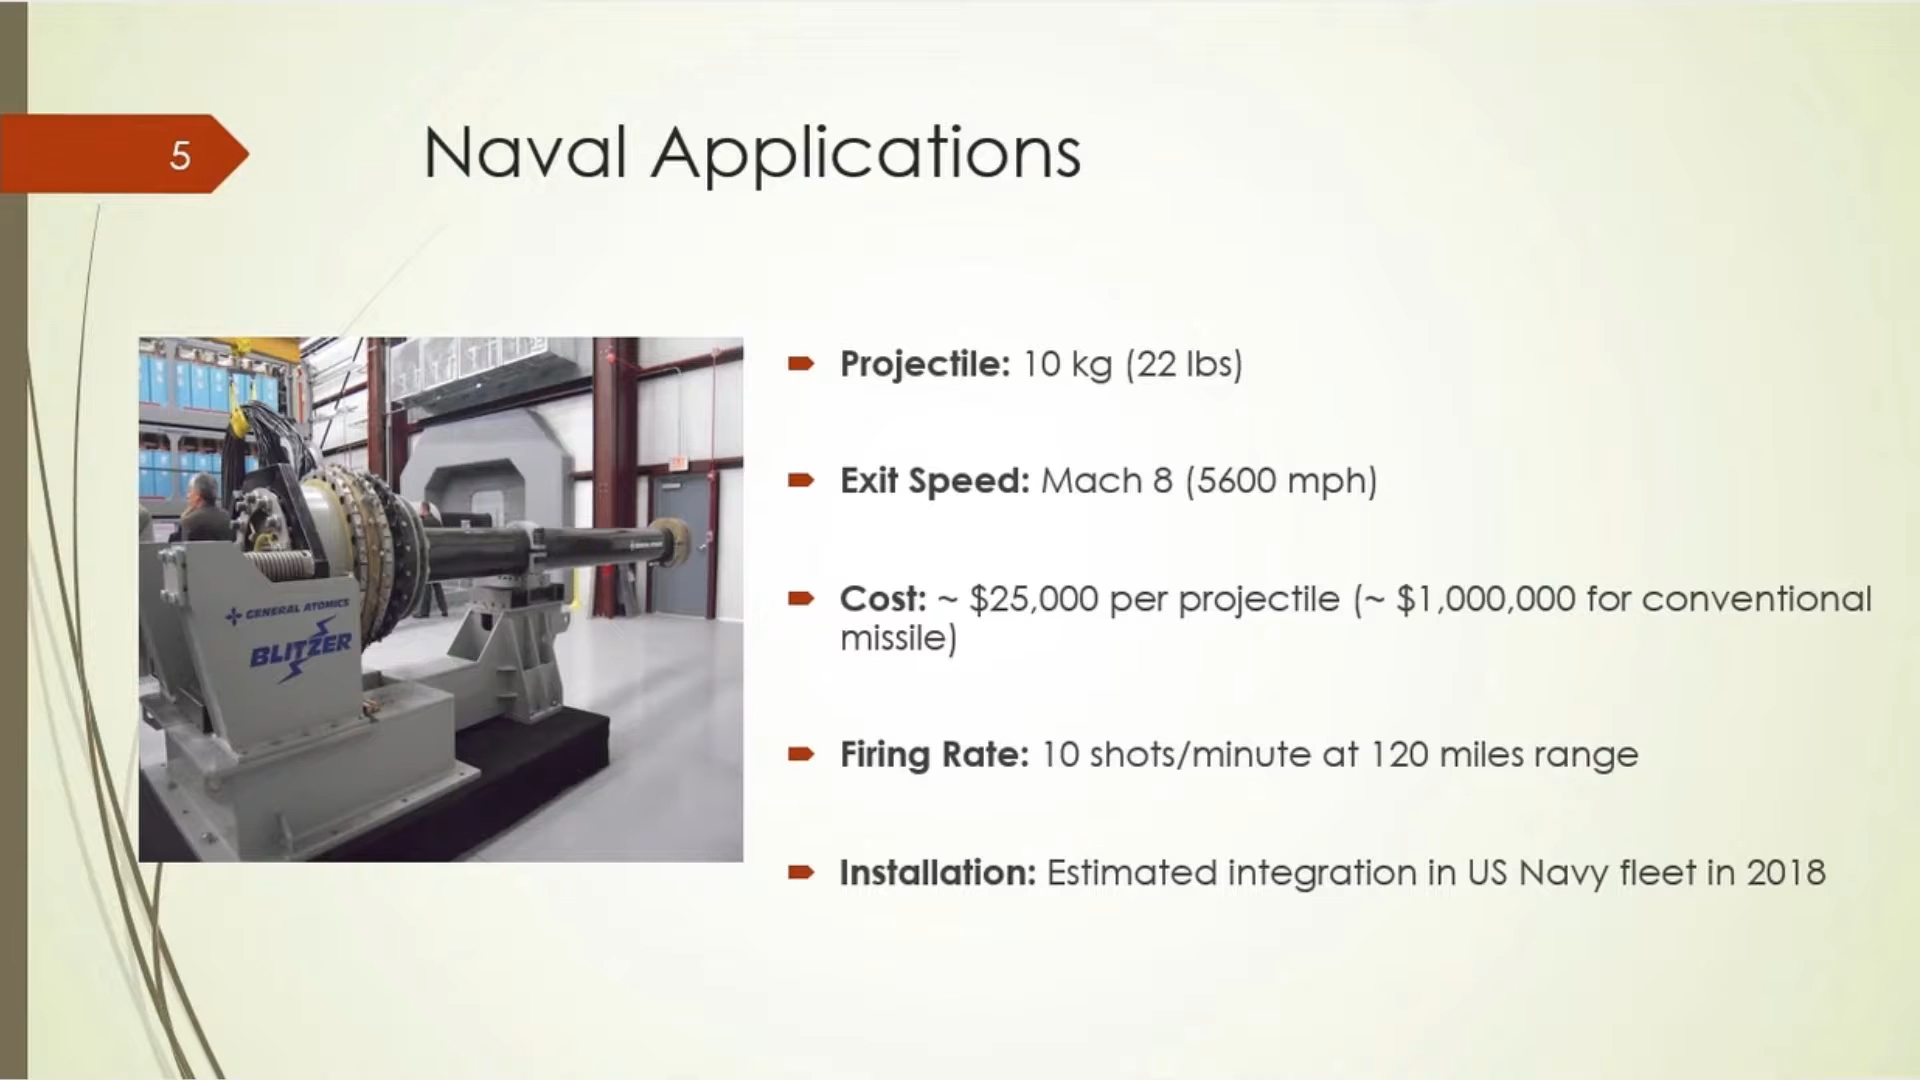 5
Naval Applications
GENERAL ATOMICS
BLITZER
Projectile: 10 kg (22 lbs)
Exit Speed: Mach 8 (5600 mph)
Cost: ~ $25,000 per projectile (~ $1,000,000 for conventional
missile)
Firing Rate: 10 shots/minute at 120 miles range
Installation: Estimated integration in US Navy fleet in 2018